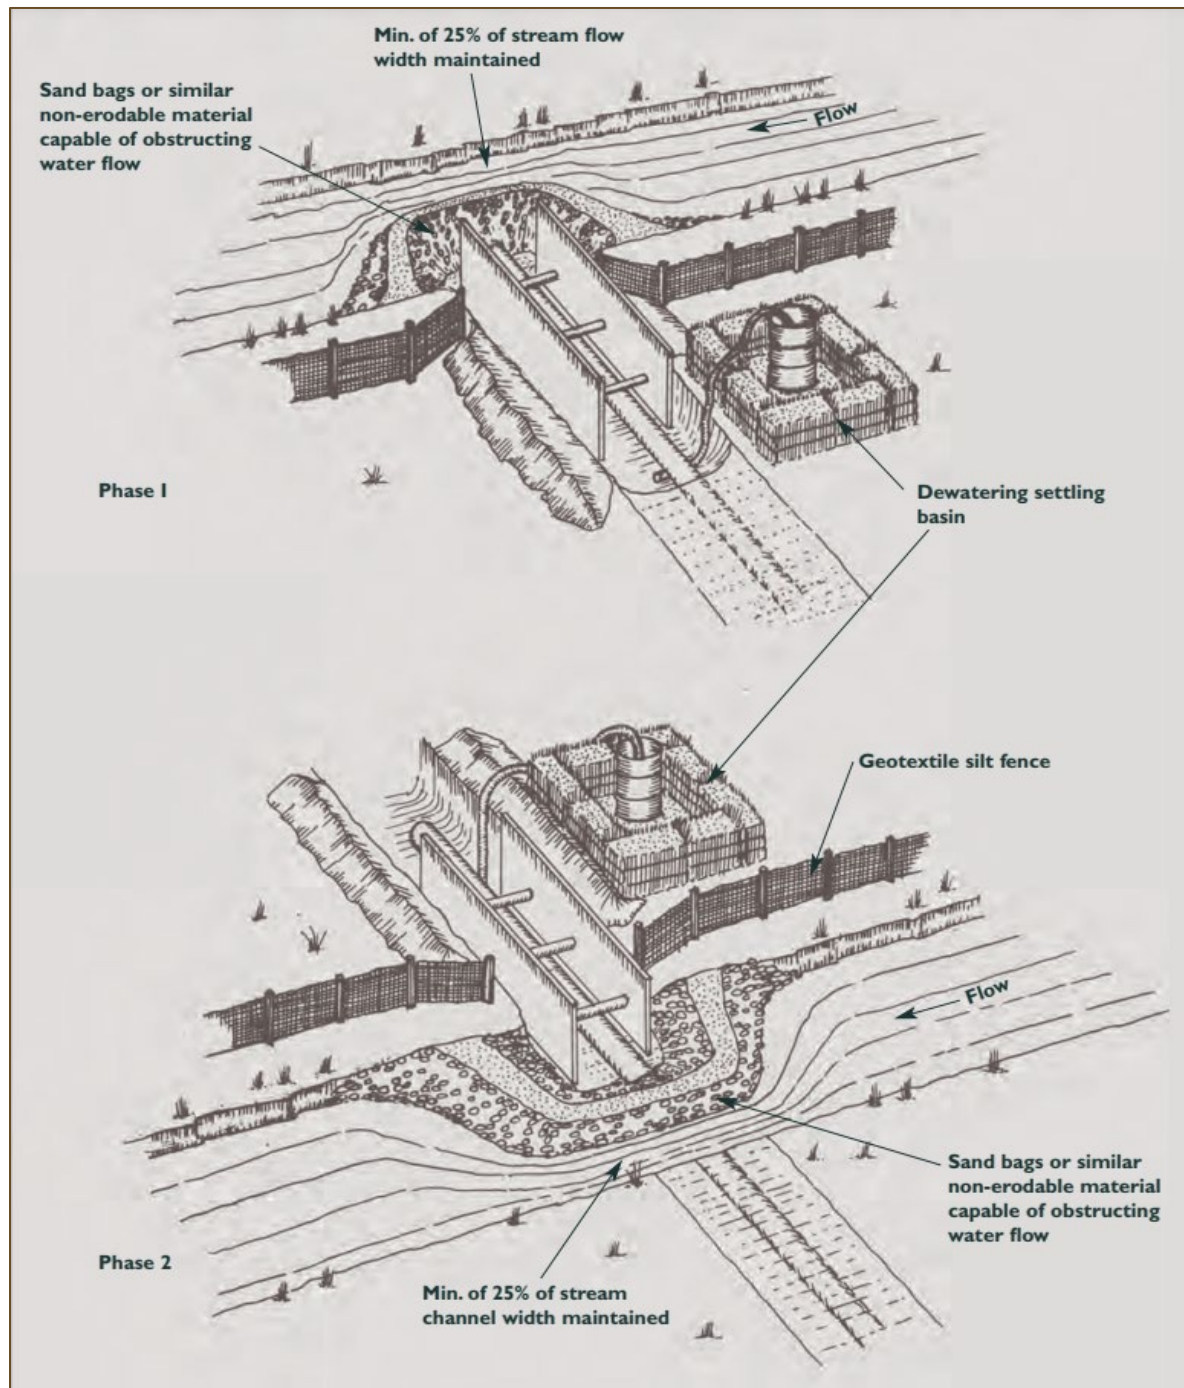 Min. of 25% of stream flow
width maintained
Sand bags or similar
non-erodable material
capable of obstructing
water flow
Flow
Phase 1
Dewatering settling
basin
Geotextile silt fence
Flow
Sand bags or similar
non-erodable material
capable of obstructing
water flow
Phase 2
Min. of 25% of stream
channel width maintained